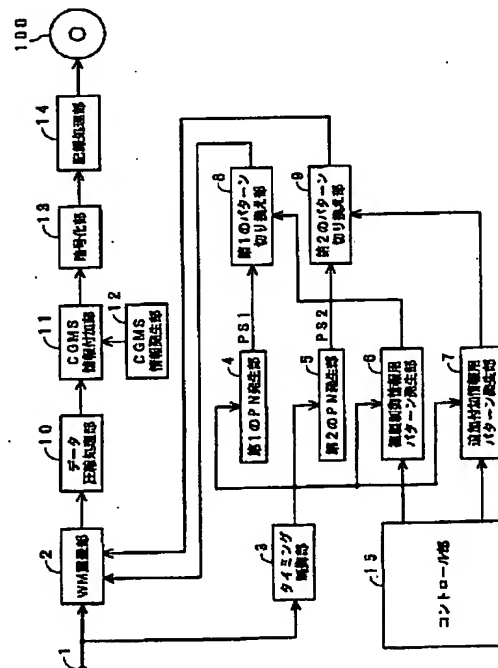 1
2
WM重畳部
10
データ
圧縮処理部
11
CGMS
情報付加部
12
CGMS
情報発生部
13
暗号化部
14
記録処理部
100
3
タイミング
制御部
4
第1のPN発生部
PS1
8
第1のパターン
切り換え部
5
第2のPN発生部
PS2
9
第2のパターン
切り換え部
6
複製制御情報用
パターン発生部
7
追加付加情報用
パターン発生部
15
コントロール部